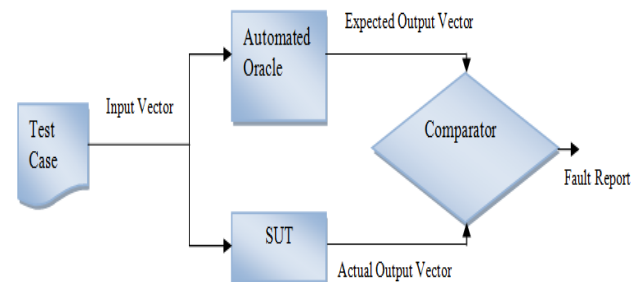 Test
Case
Input Vector
Automated
Oracle
Expected Output Vector
SUT
Actual Output Vector
Comparator
Fault Report